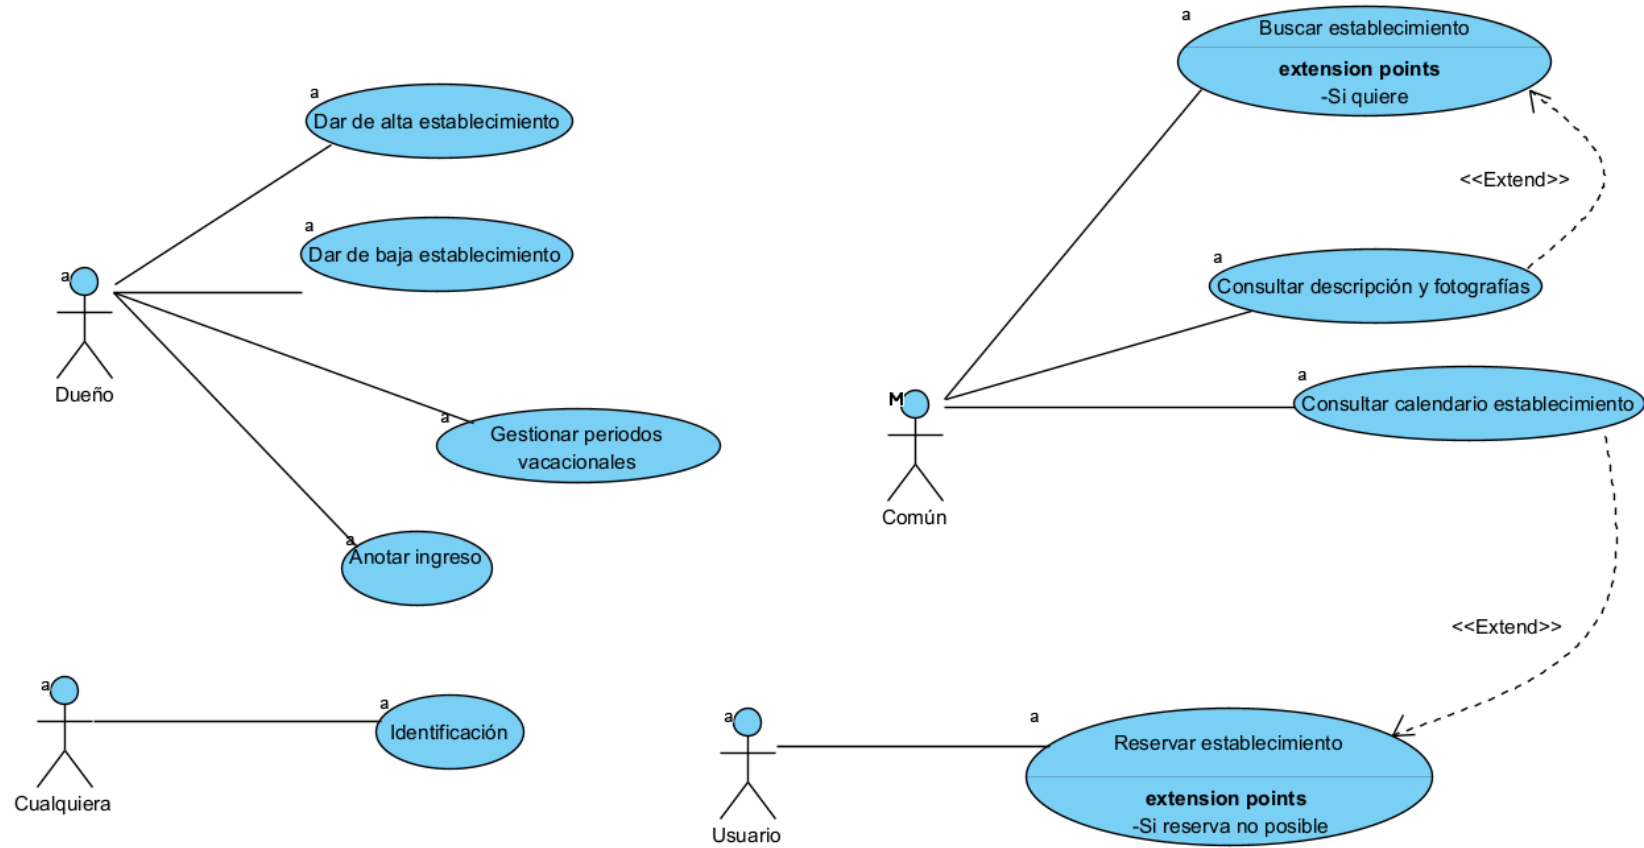 a
Dar de alta establecimiento
a
Dar de baja establecimiento
a
Dueño
a
Gestionar periodos
vacacionales
a
Anotar ingreso
a
Buscar establecimiento
extension points
-Si quiere
<<Extend>>
a
Consultar descripción y fotografías
a
Consultar calendario establecimiento
M
Común
<<Extend>>
a
Cualquiera
a
Identificación
a
Usuario
a
Reservar establecimiento
extension points
-Si reserva no posible